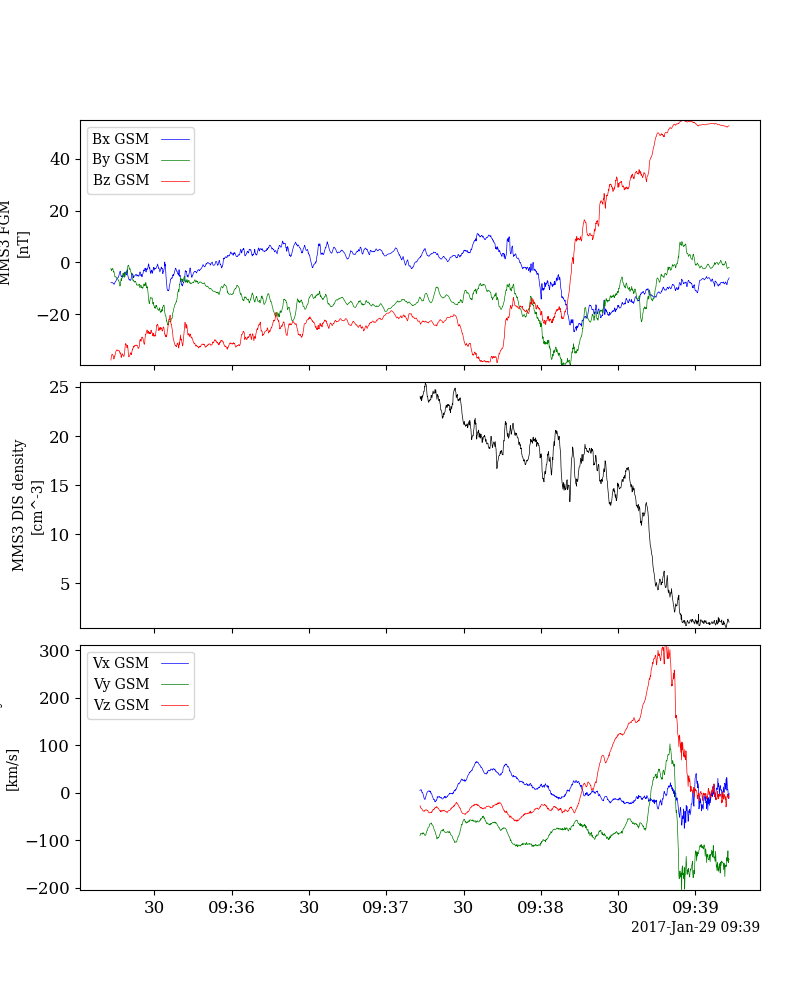 MMS3 FGM
[nT]
Bx GSM
By GSM
Bz GSM
40
20
0
−20
MMS3 DIS density
[cm^-3]
25
20
15
10
5
[km/s]
Vx GSM
Vy GSM
Vz GSM
300
200
100
0
−100
−200
30 09:36 30 09:37 30 09:38 30 09:39
2017-Jan-29 09:39